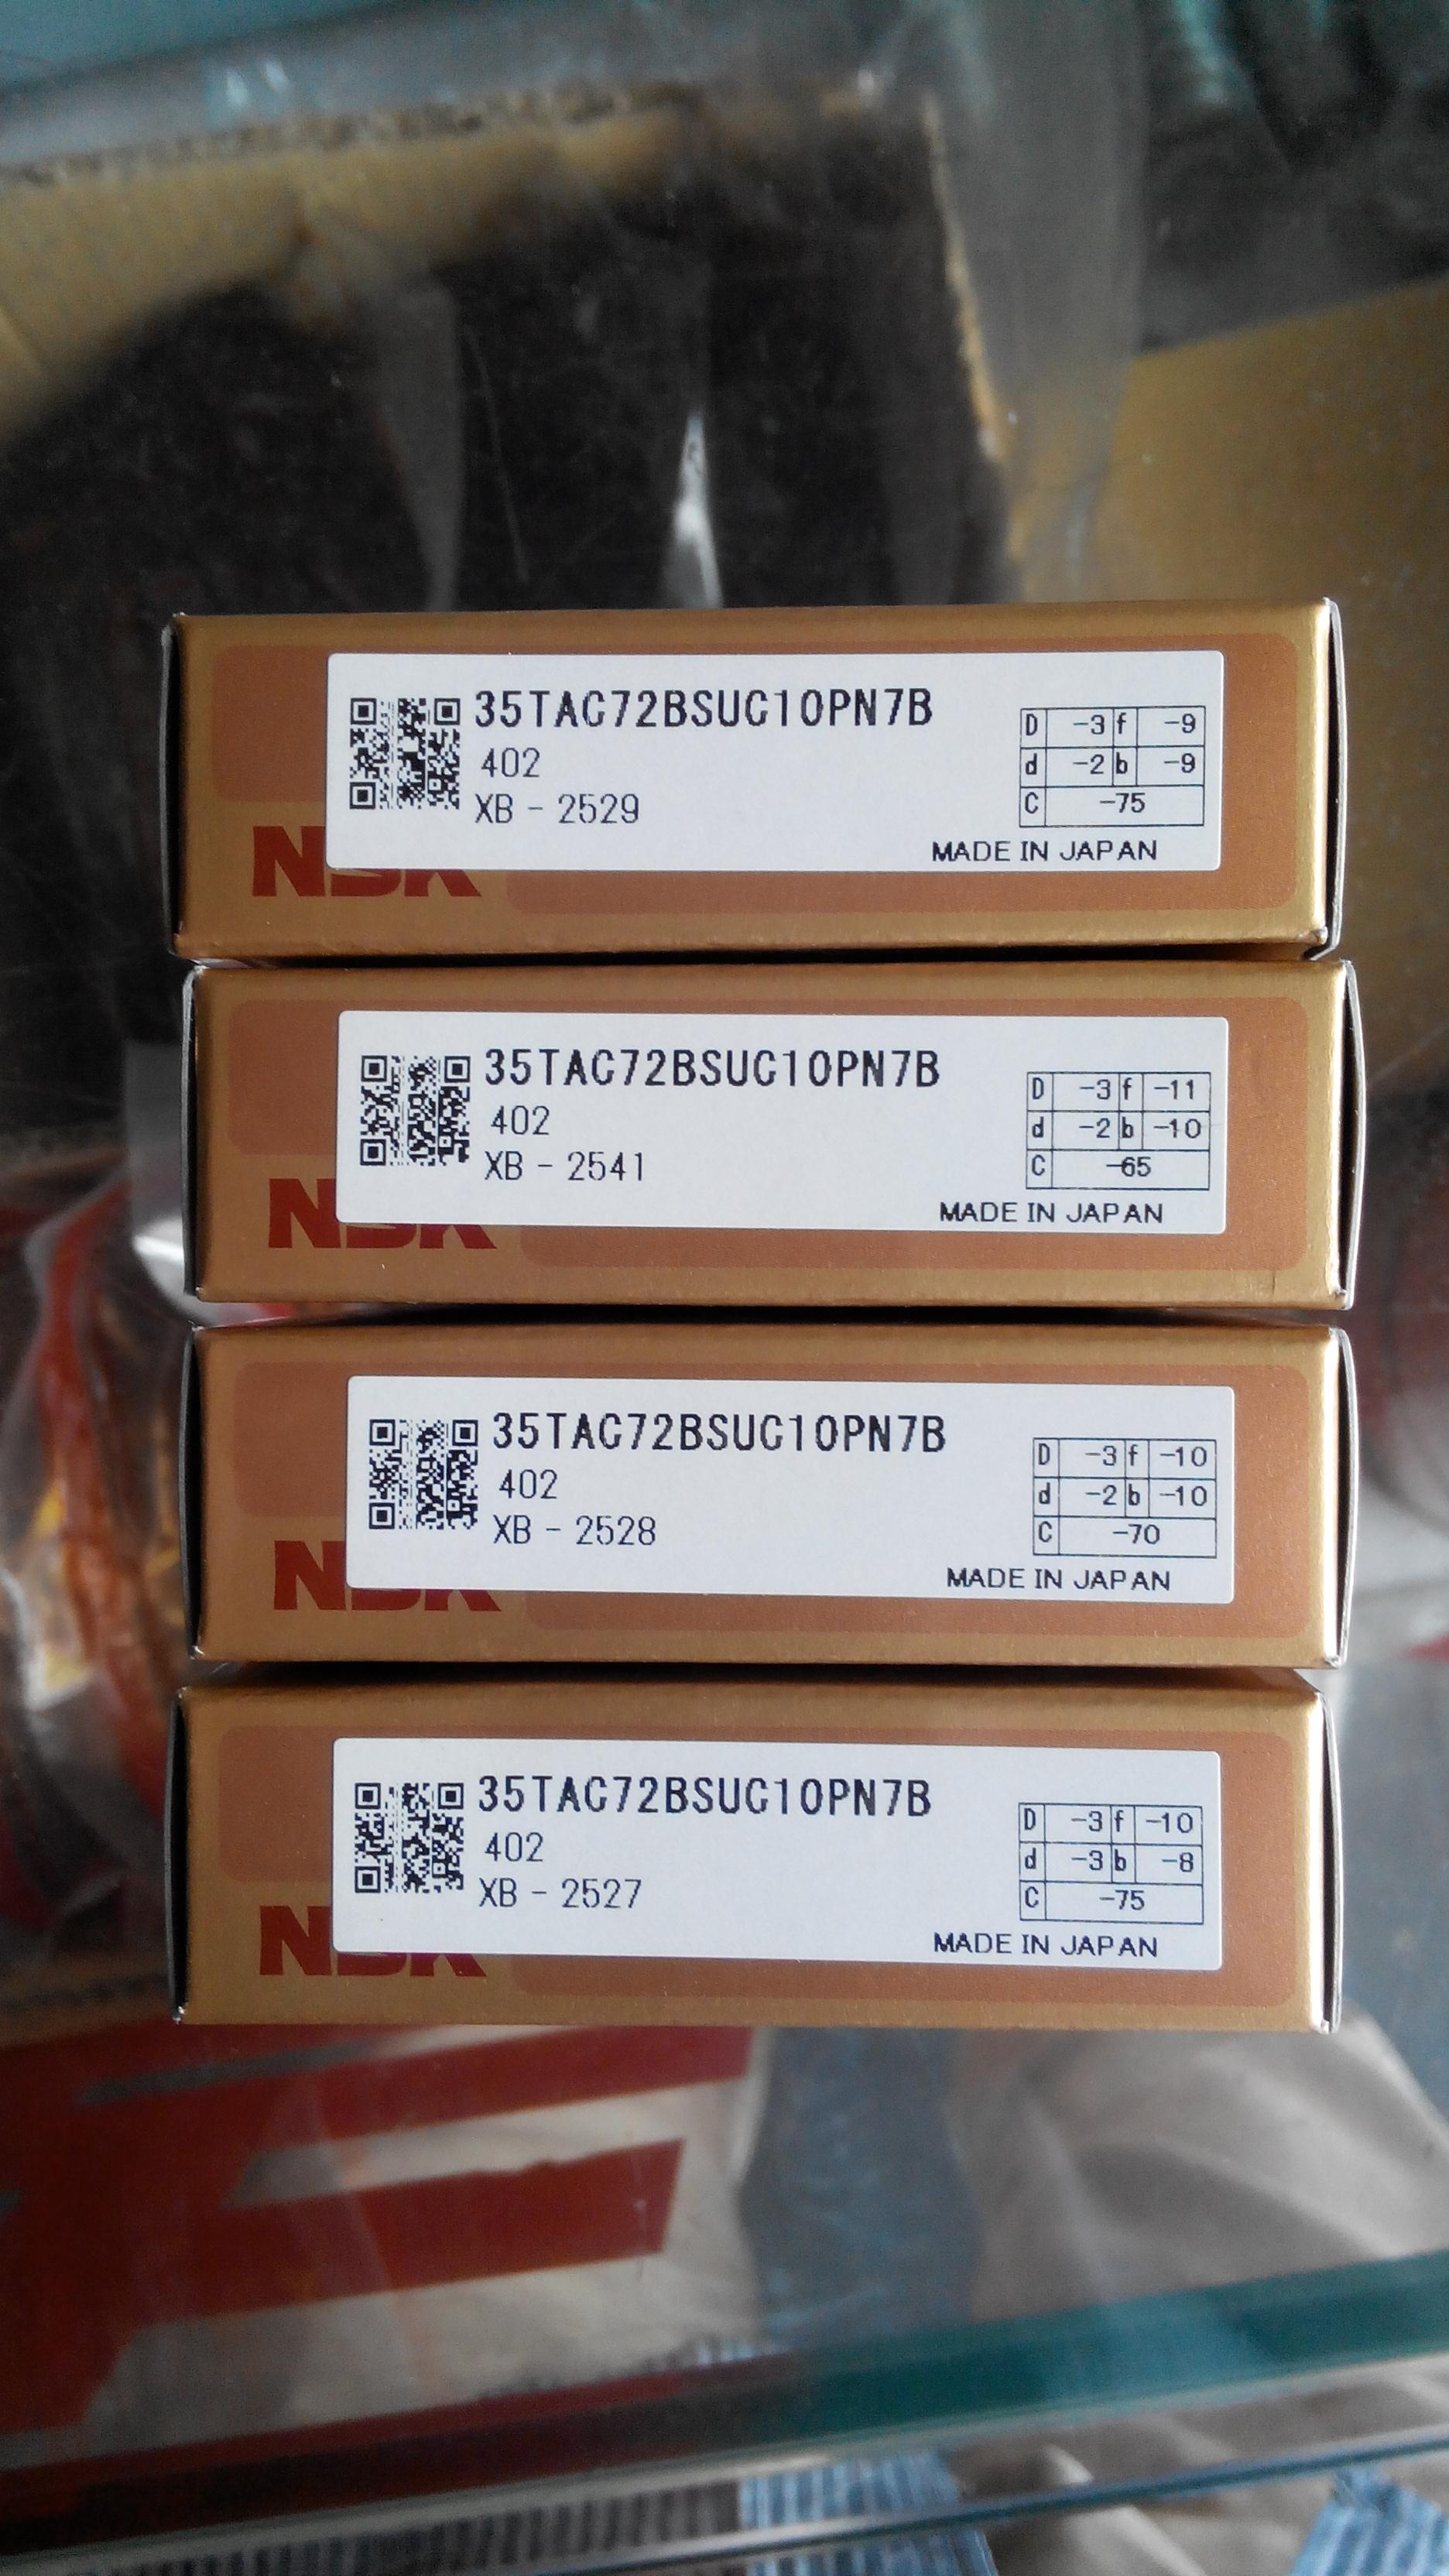 35TAC72BSUC10PN7B
402
XB - 2529
D -3 f -9
d -2 b -9
C -75
MADE IN JAPAN
NSK
35TAC72BSUC10PN7B
402
XB - 2541
D -3 f -11
d -2 b -10
C -65
MADE IN JAPAN
NSK
35TAC72BSUC10PN7B
402
XB - 2528
D -3 f -10
d -2 b -10
C -70
MADE IN JAPAN
NSK
35TAC72BSUC10PN7B
402
XB - 2527
D -3 f -10
d -3 b -8
C -75
MADE IN JAPAN
NSK